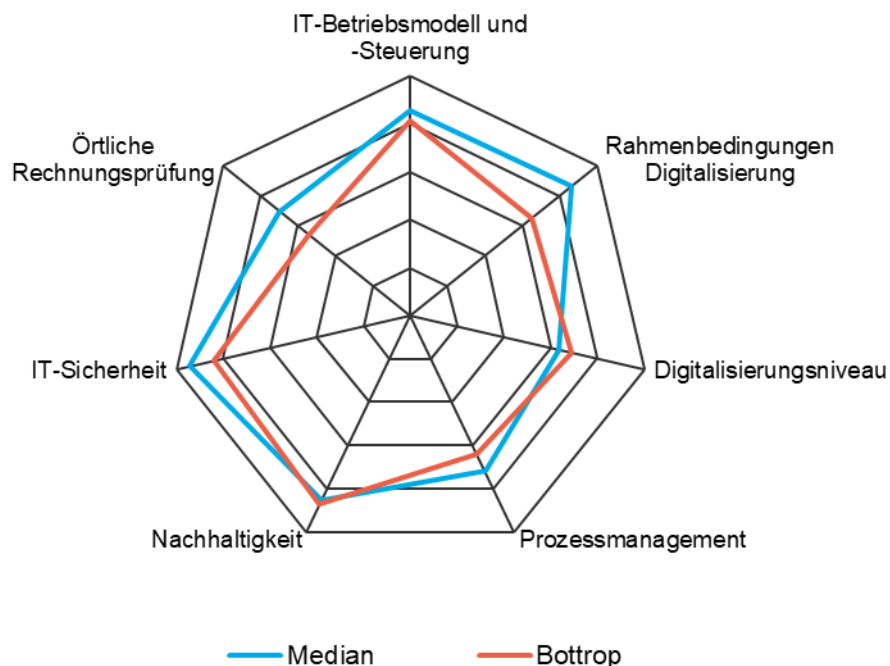 IT-Betriebsmodell und
-Steuerung
Rahmenbedingungen
Digitalisierung
Digitalisierungsniveau
Prozessmanagement
Nachhaltigkeit
IT-Sicherheit
Örtliche
Rechnungsprüfung
Median
Bottrop